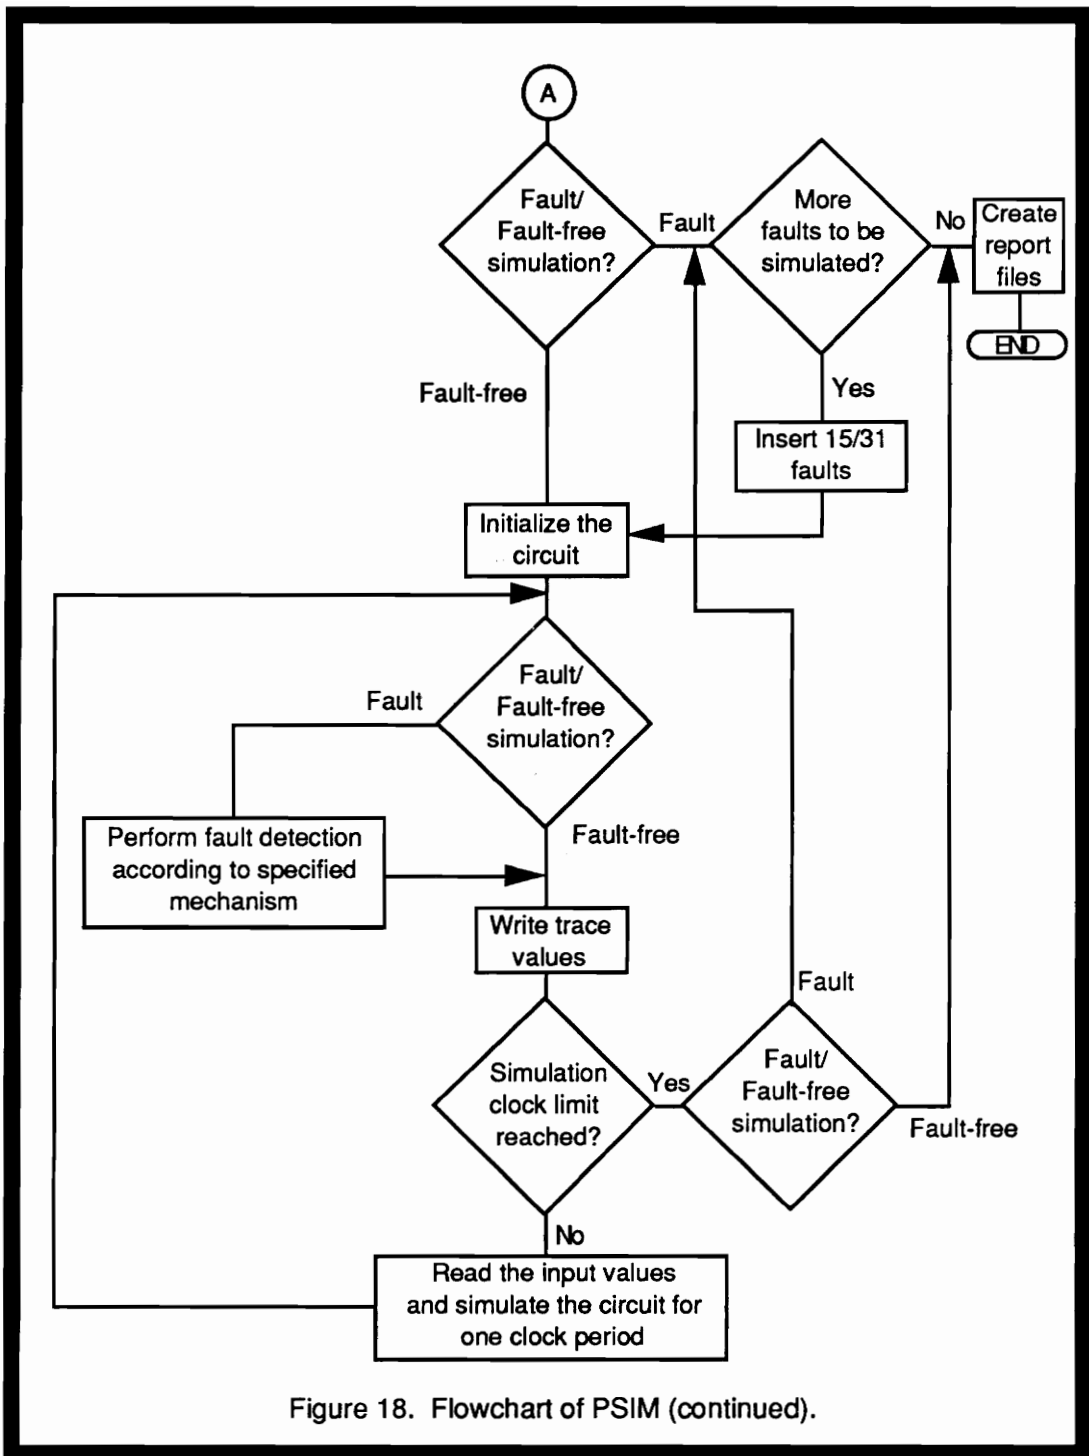 A
Fault/
Fault-free
simulation?
Fault
More
faults to be
simulated?
No
Create
report
files
END
Fault-free
Yes
Insert 15/31
faults
Initialize the
circuit
Fault
Fault/
Fault-free
simulation?
Perform fault detection
according to specified
mechanism
Fault-free
Write trace
values
Simulation
clock limit
reached?
Yes
Fault
Fault/
Fault-free
simulation?
Fault-free
No
Read the input values
and simulate the circuit for
one clock period
Figure 18. Flowchart of PSIM (continued).